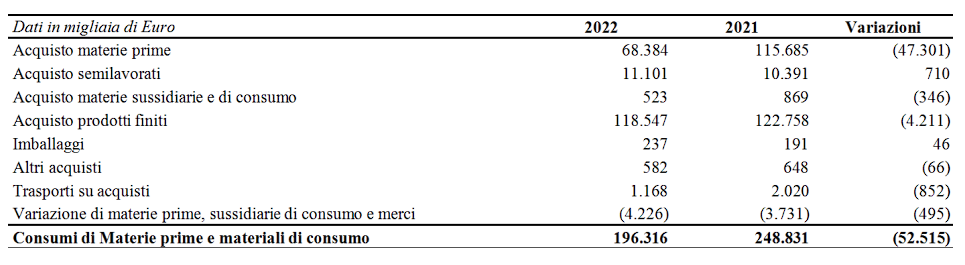 Dati in migliaia di Euro 2022 2021 Variazioni
Acquisto materie prime 68.384 115.685 (47.301)
Acquisto semilavorati 11.101 10.391 710
Acquisto materie sussidiarie e di consumo 523 869 (346)
Acquisto prodotti finiti 118.547 122.758 (4.211)
Imballaggi 237 191 46
Altri acquisti 582 648 (66)
Trasporti su acquisti 1.168 2.020 (852)
Variazione di materie prime, sussidiarie di consumo e merci (4.226) (3.731) (495)
Consumi di Materie prime e materiali di consumo 196.316 248.831 (52.515)